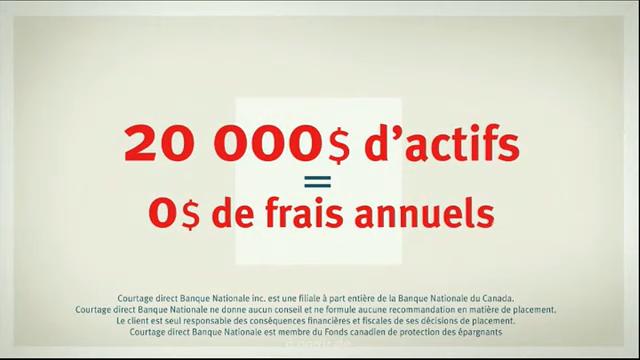 20 000$ d’actifs
=
0$ de frais annuels
Courtage direct Banque Nationale inc. est une filiale à part entière de la Banque Nationale du Canada.
Courtage direct Banque Nationale ne donne aucun conseil et ne formule aucune recommandation en matière de placement.
Le client est seul responsable des conséquences financières et fiscales de ses décisions de placement.
Courtage direct Banque Nationale est membre du Fonds canadien de protection des épargnants